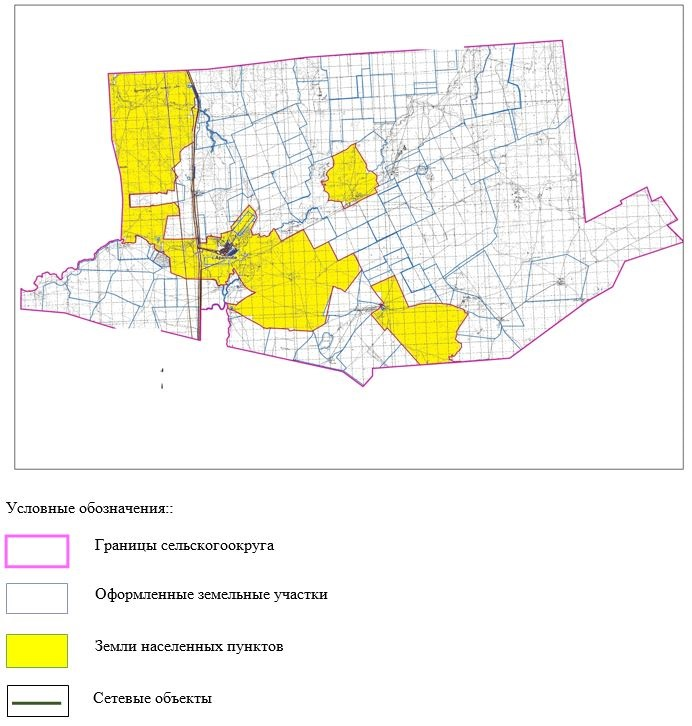 Условные обозначения::
Границы сельскогоокруга
Оформленные земельные участки
Земли населенных пунктов
Сетевые объекты